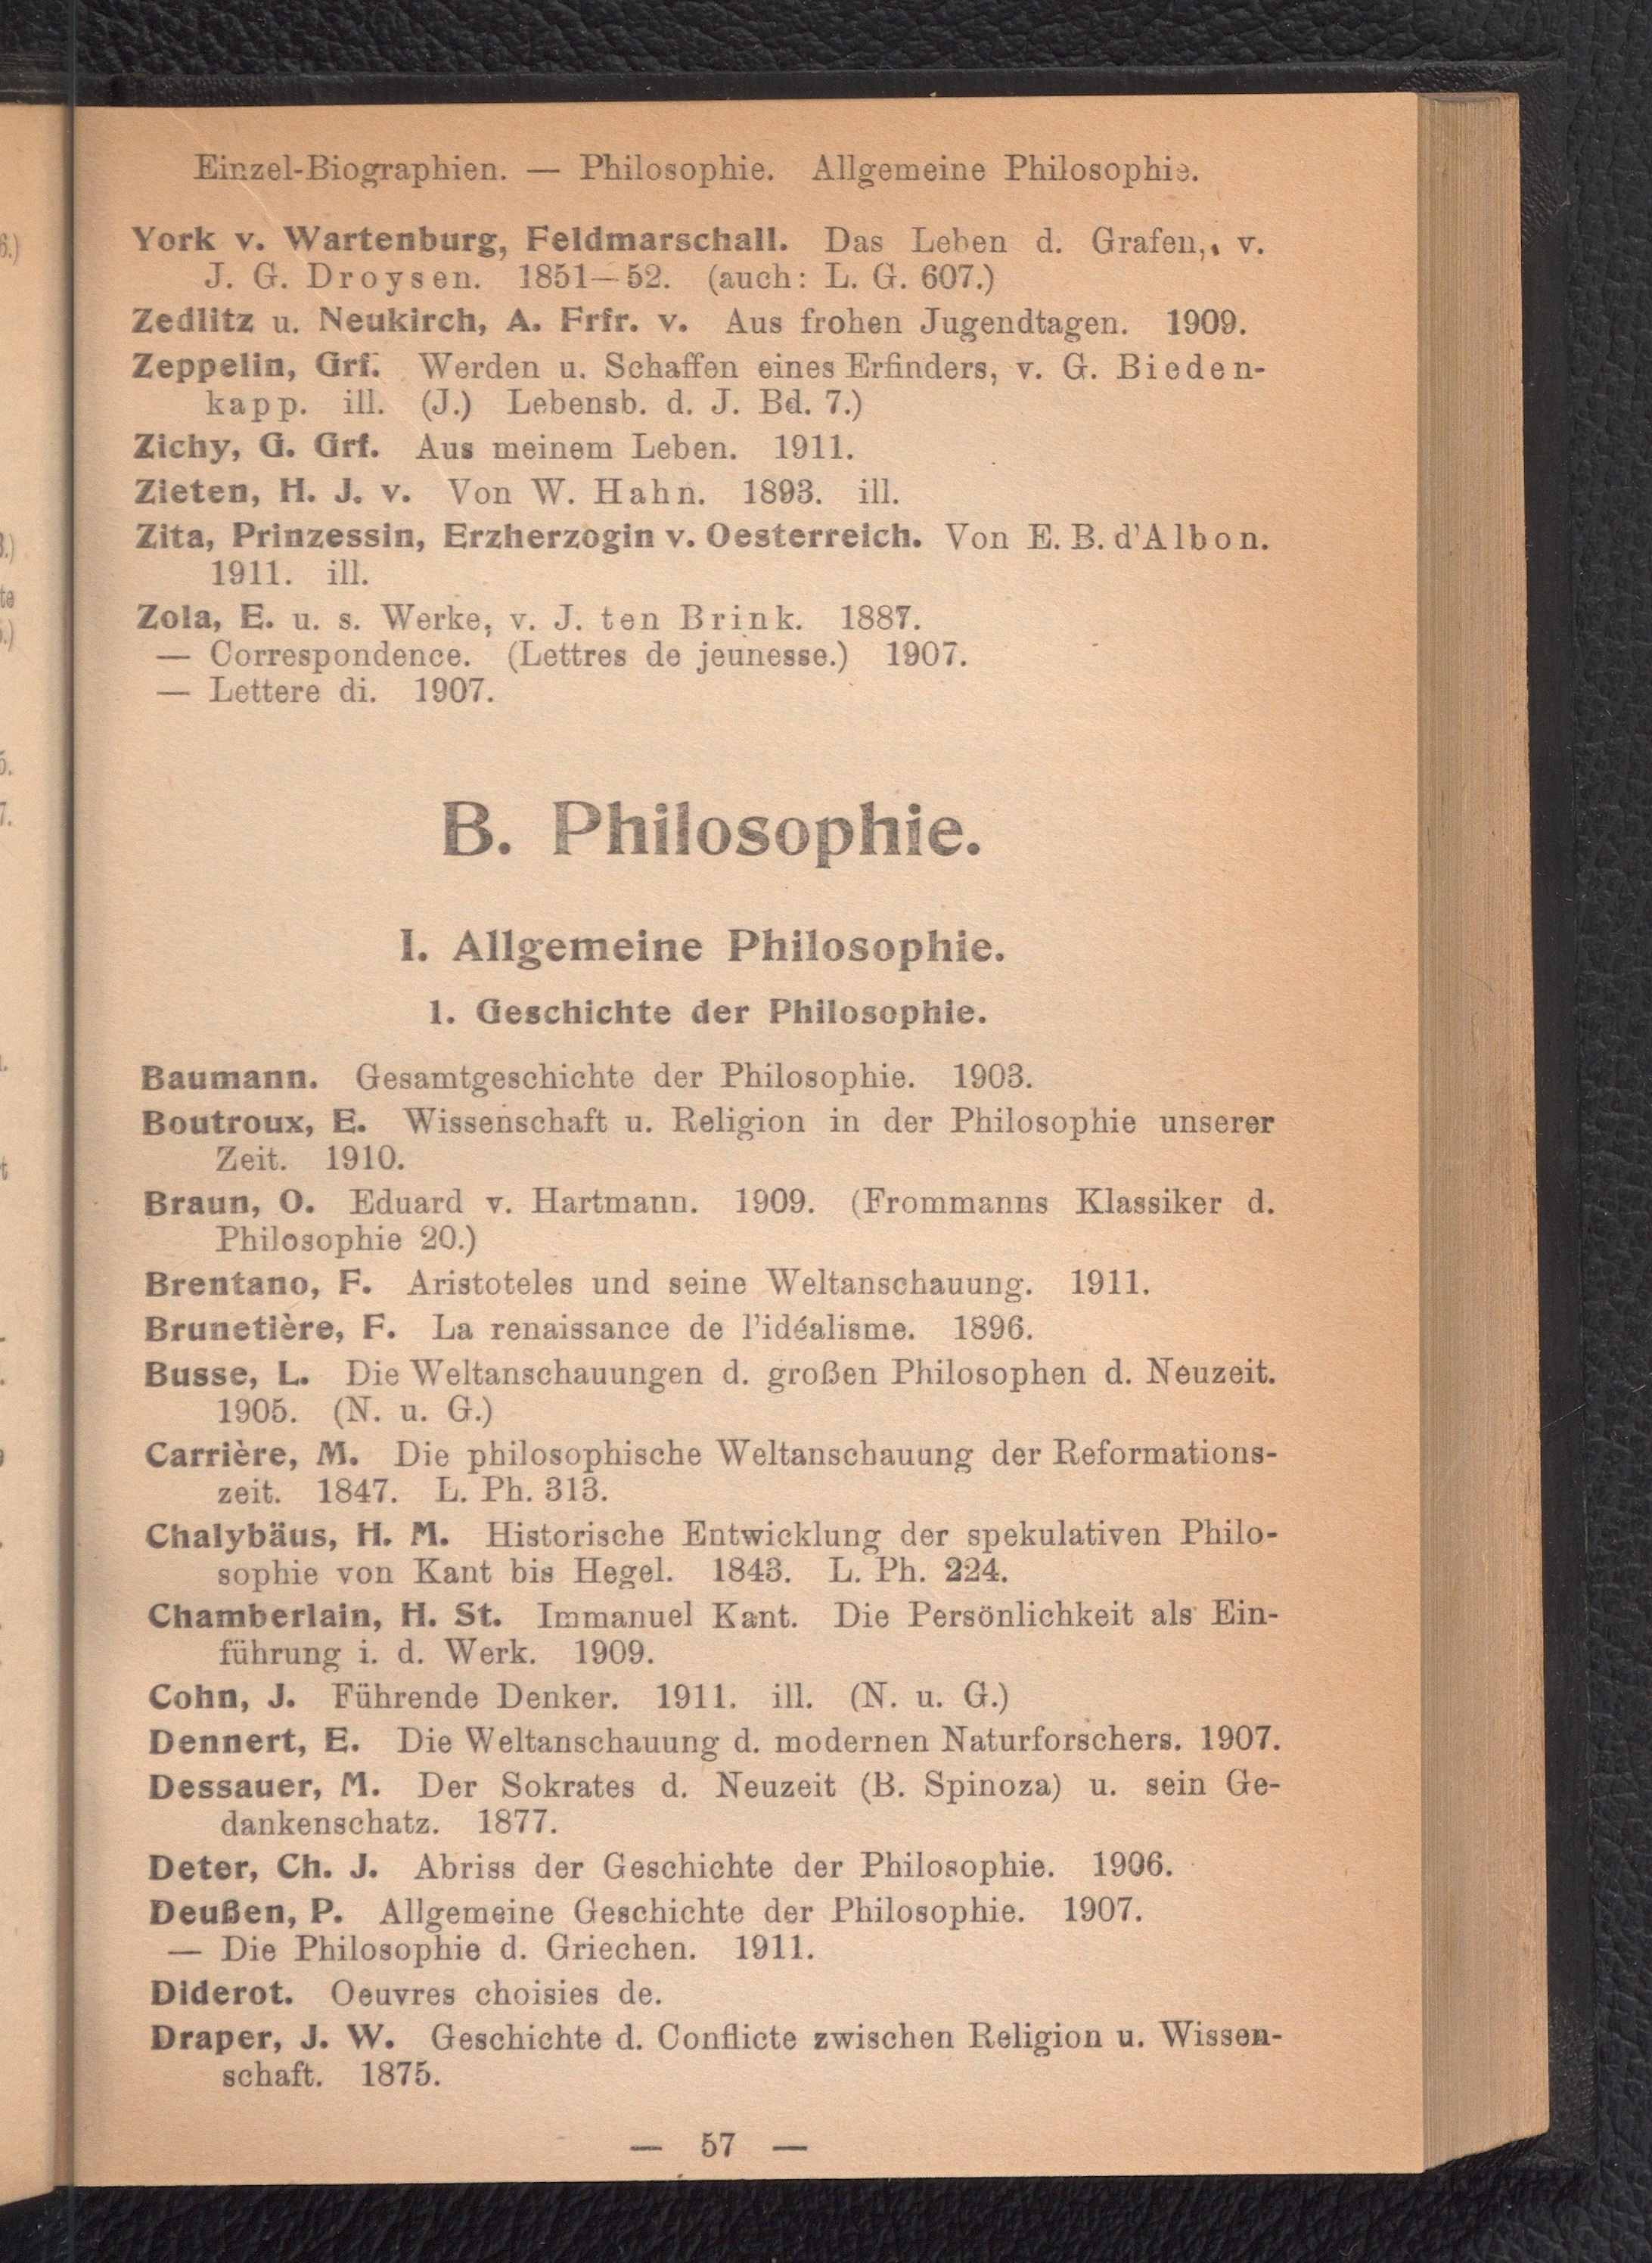 Einzel-Biographien. — Philosophie. Allgemeine Philosophie.
York v. Wartenburg, Feldmarschall. Das Leben d. Grafen,. v.
J. G. Droysen. 1851—52. (auch: L. G. 607.)
Zedlitz u. Neukirch, A. Frfr. v. Aus frohen Jugendtagen. 1909.
Zeppelin, Grf. Werden u. Schaffen eines Erfinders, v. G. Bieden-
kapp. ill. (J.) Lebensb. d. J. Bd. 7.)
Zichy, G. Grf. Aus meinem Leben. 1911.
Zieten, H. J. v. Von W. Hahn. 1893. ill.
Zita, Prinzessin, Erzherzogin v. Oesterreich. Von E. B. d'Albon.
1911. ill.
Zola, E. u. s. Werke, v. J. ten Brink. 1887.
— Correspondence. (Lettres de jeunesse.) 1907.
— Lettere di. 1907.
B. Philosophie.
I. Allgemeine Philosophie.
1. Geschichte der Philosophie.
Baumann. Gesamtgeschichte der Philosophie. 1903.
Boutroux, E. Wissenschaft u. Religion in der Philosophie unserer
Zeit. 1910.
Braun, O. Eduard v. Hartmann. 1909. (Frommanns Klassiker d.
Philosophie 20.)
Brentano, F. Aristoteles und seine Weltanschauung. 1911.
Brunetière, F. La renaissance de l'idéalisme. 1896.
Busse, L. Die Weltanschauungen d. großen Philosophen d. Neuzeit.
1905. (N. u. G.)
Carrière, M. Die philosophische Weltanschauung der Reformations-
zeit. 1847. L. Ph. 313.
Chalybäus, H. M. Historische Entwicklung der spekulativen Philo-
sophie von Kant bis Hegel. 1843. L. Ph. 224.
Chamberlain, H. St. Immanuel Kant. Die Persönlichkeit als Ein-
führung i. d. Werk. 1909.
Cohn, J. Führende Denker. 1911. ill. (N. u. G.)
Dennert, E. Die Weltanschauung d. modernen Naturforschers. 1907.
Dessauer, M. Der Sokrates d. Neuzeit (B. Spinoza) u. sein Ge-
dankenschatz. 1877.
Deter, Ch. J. Abriss der Geschichte der Philosophie. 1906.
Deußen, P. Allgemeine Geschichte der Philosophie. 1907.
— Die Philosophie d. Griechen. 1911.
Diderot. Oeuvres choisies de.
Draper, J. W. Geschichte d. Conflicte zwischen Religion u. Wissen-
schaft. 1875.
— 57 —